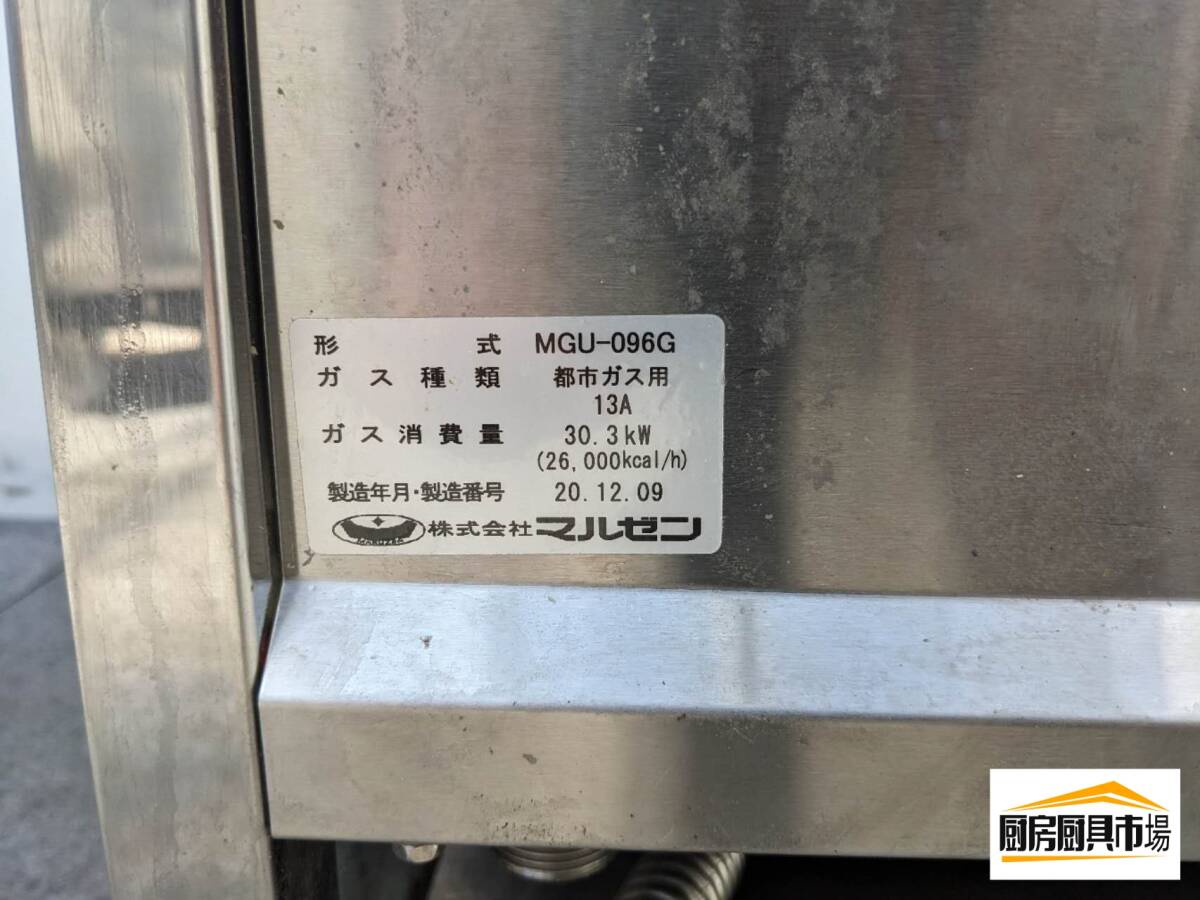 形式 MGU-096G
ガス種類 都市ガス用
13A
ガス消費量 30.3kW
(26,000kcal/h)
製造年月・製造番号 20.12.09
MARUZEN 株式会社マルゼン
厨房厨具市場